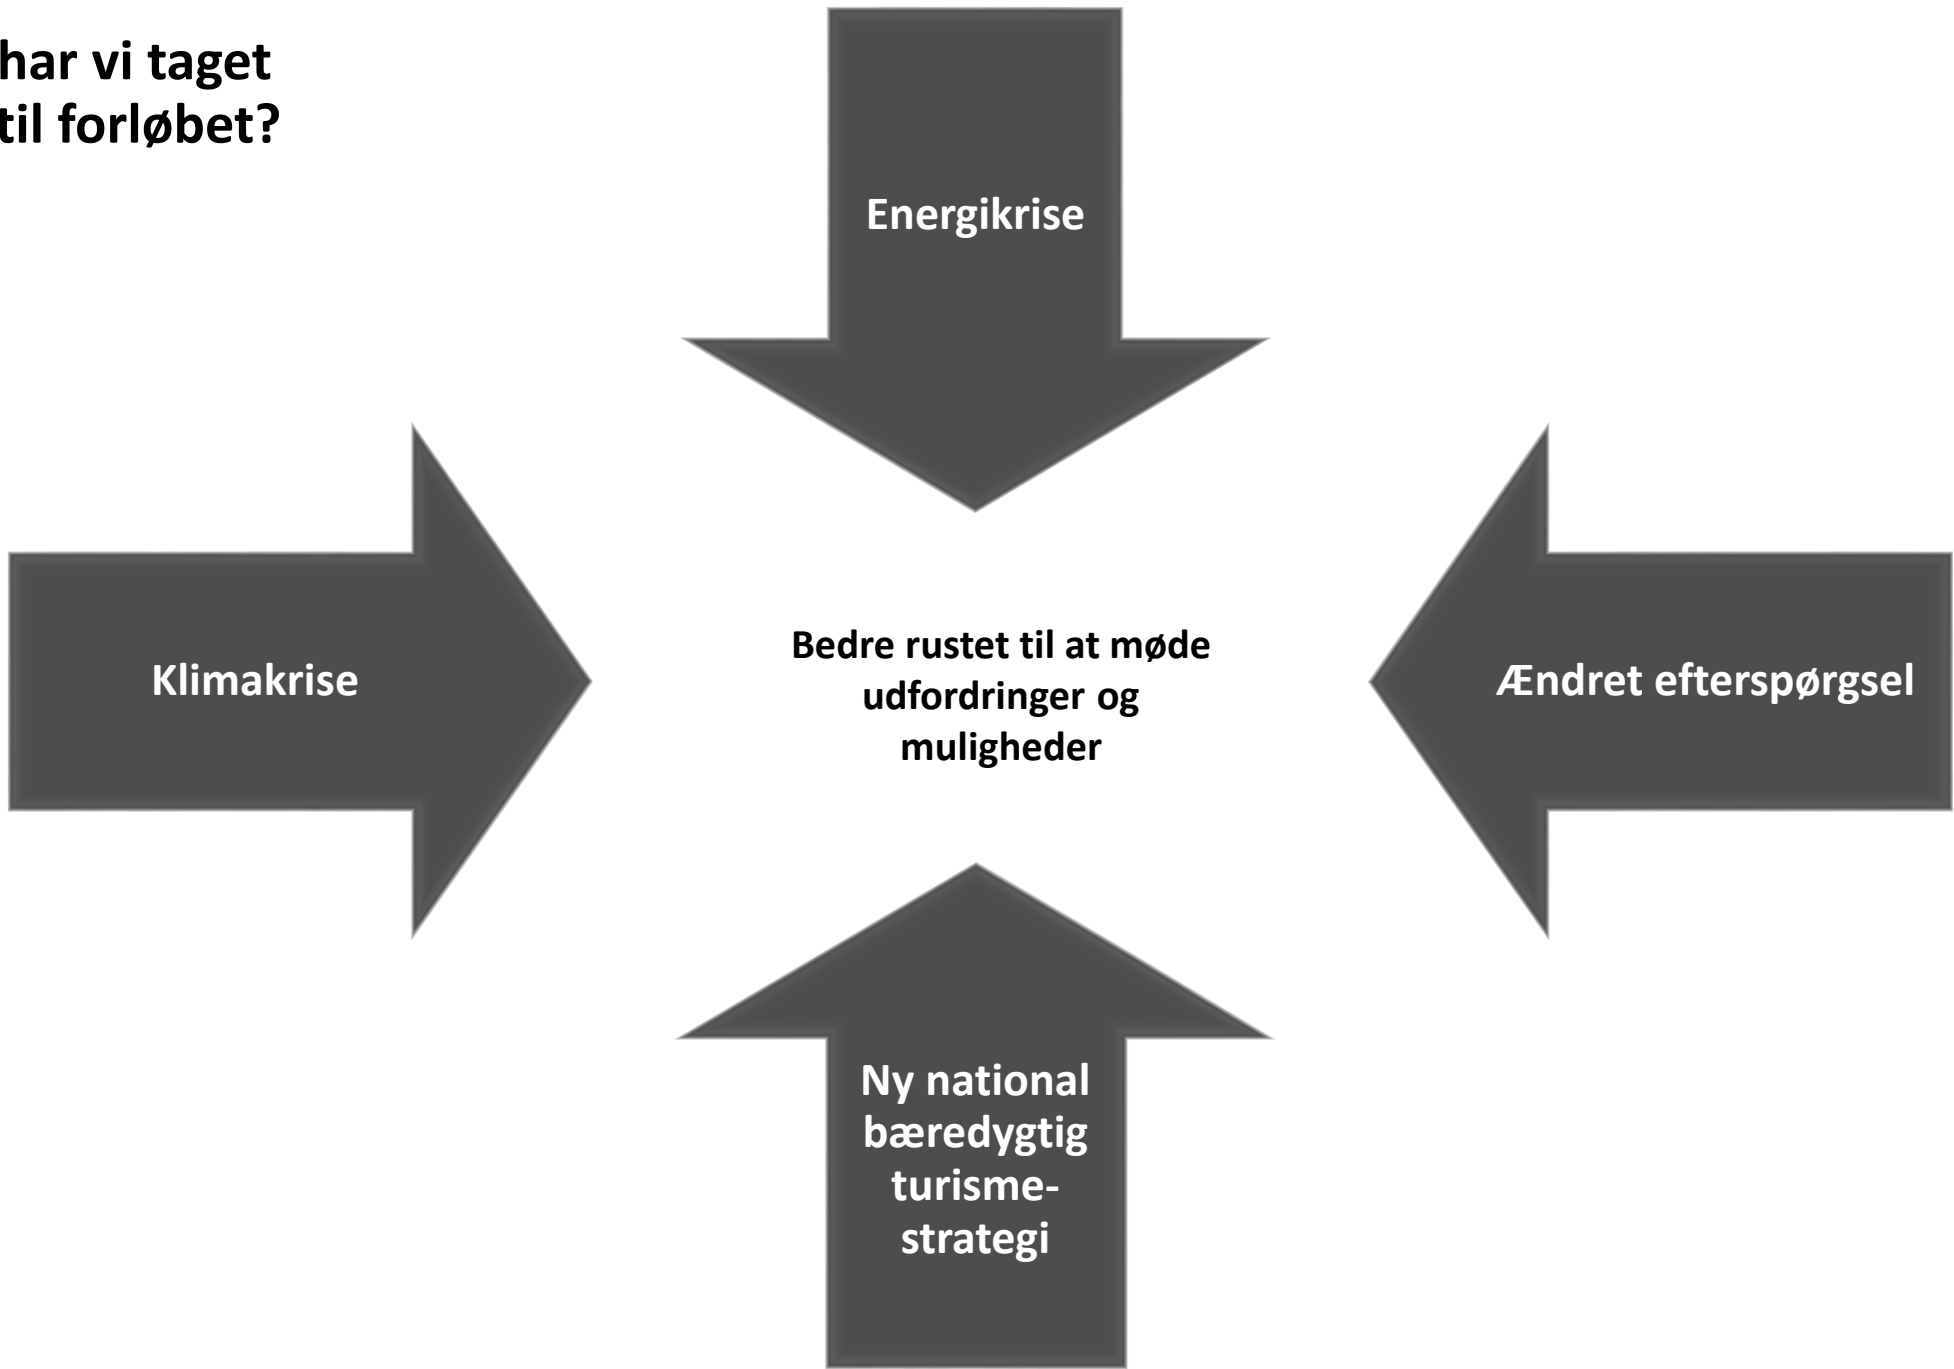 har vi taget
til forløbet?
Energikrise
Klimakrise
Bedre rustet til at møde
udfordringer og
muligheder
Ændret efterspørgsel
Ny national
bæredygtig
turisme-
strategi